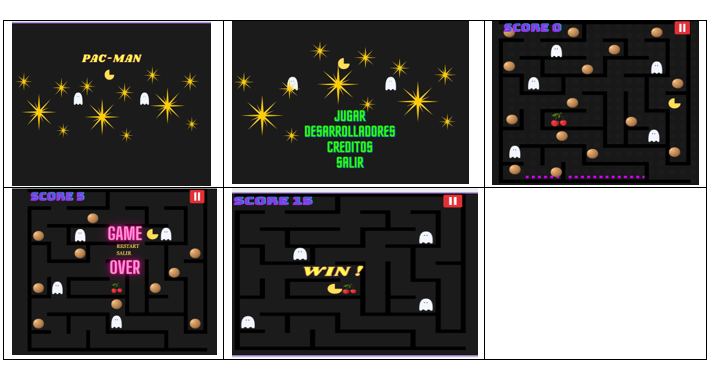 PAC-MAN
JUGAR
DESARROLLADORES
CREDITOS
SALIR
SCORE 0
SCORE 5
GAME
RESTART
SALIR
OVER
SCORE 15
WIN !